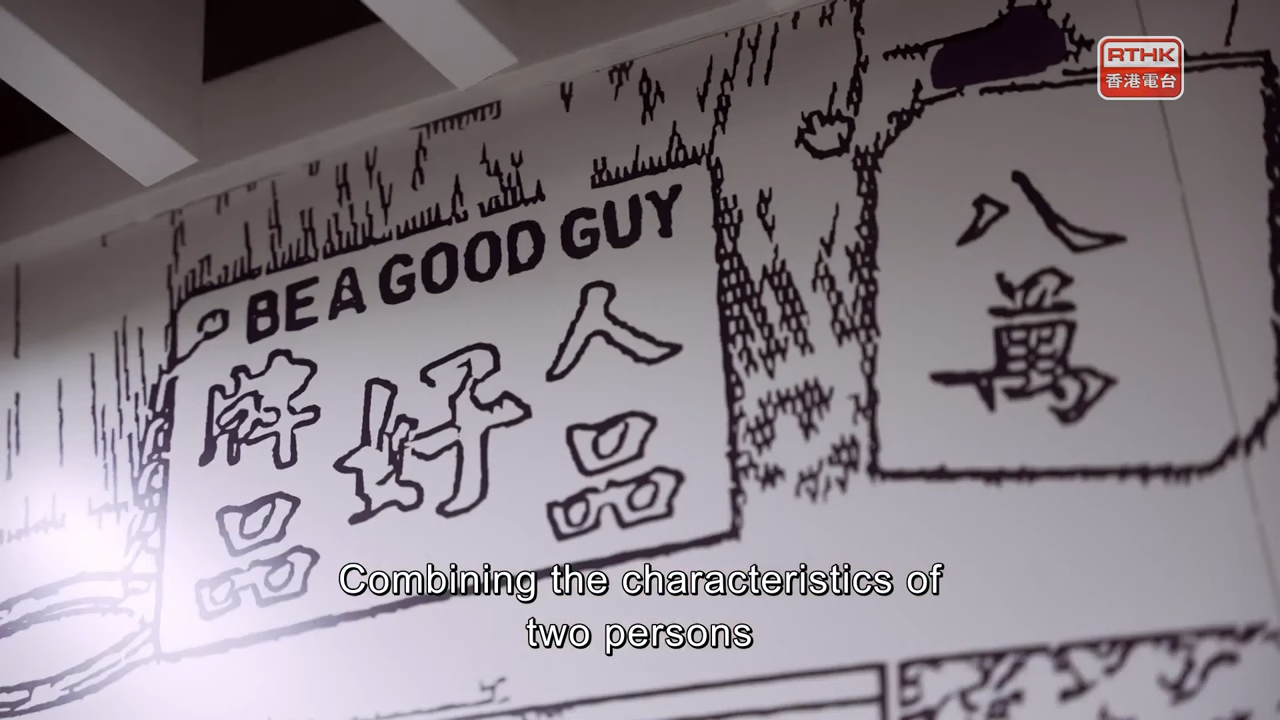 RTHK
香港電台
BE A GOOD GUY
牌品
好
人品
八萬
Combining the characteristics of
two persons